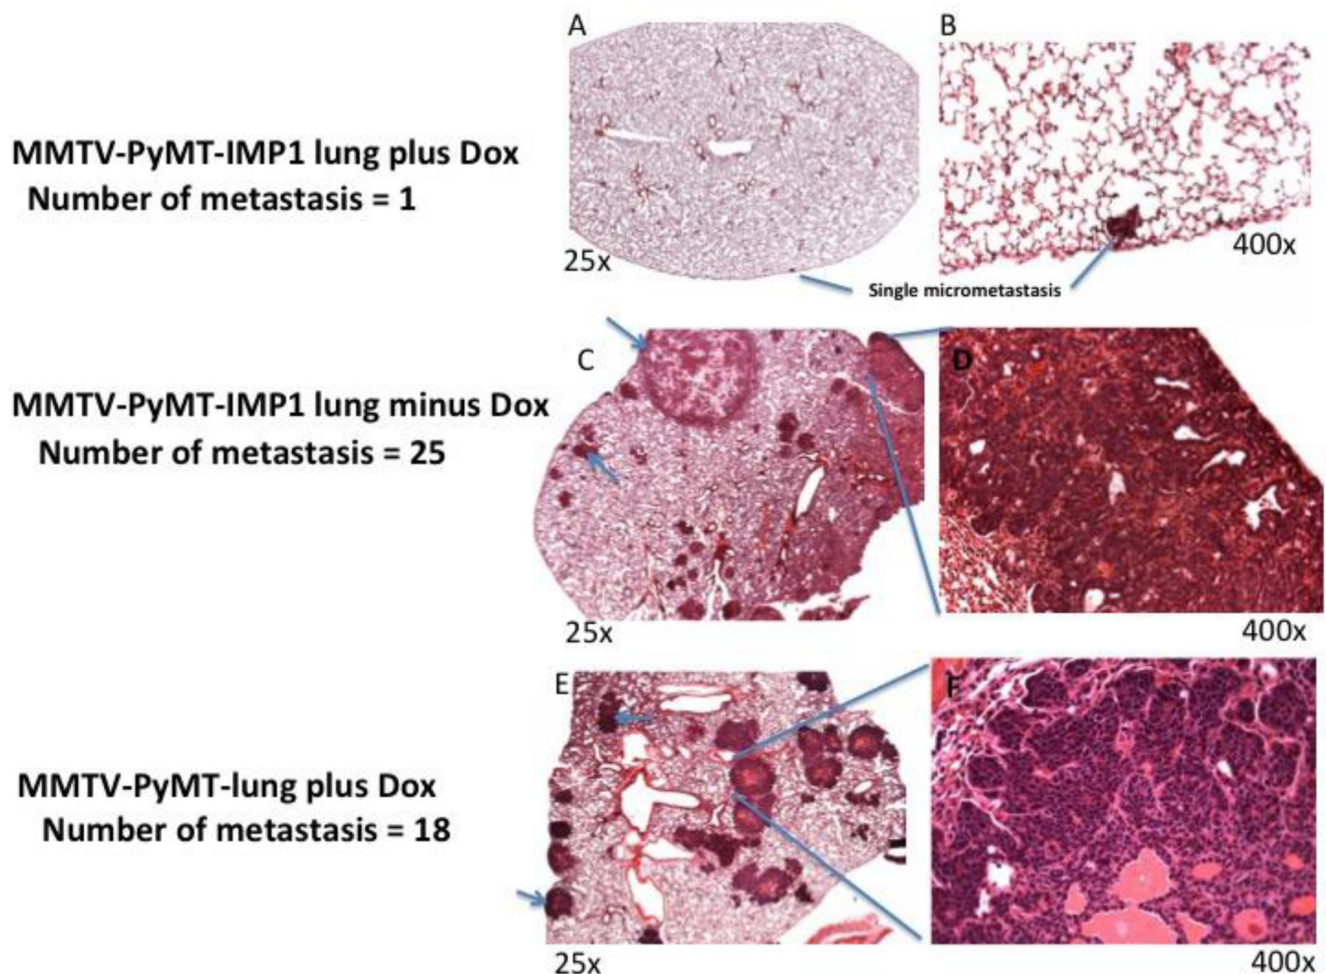 A
B
MMTV-PyMT-IMP1 lung plus Dox
Number of metastasis = 1
25x
400x
Single micrometastasis
C
D
MMTV-PyMT-IMP1 lung minus Dox
Number of metastasis = 25
25x
400x
E
F
MMTV-PyMT-lung plus Dox
Number of metastasis = 18
25x
400x